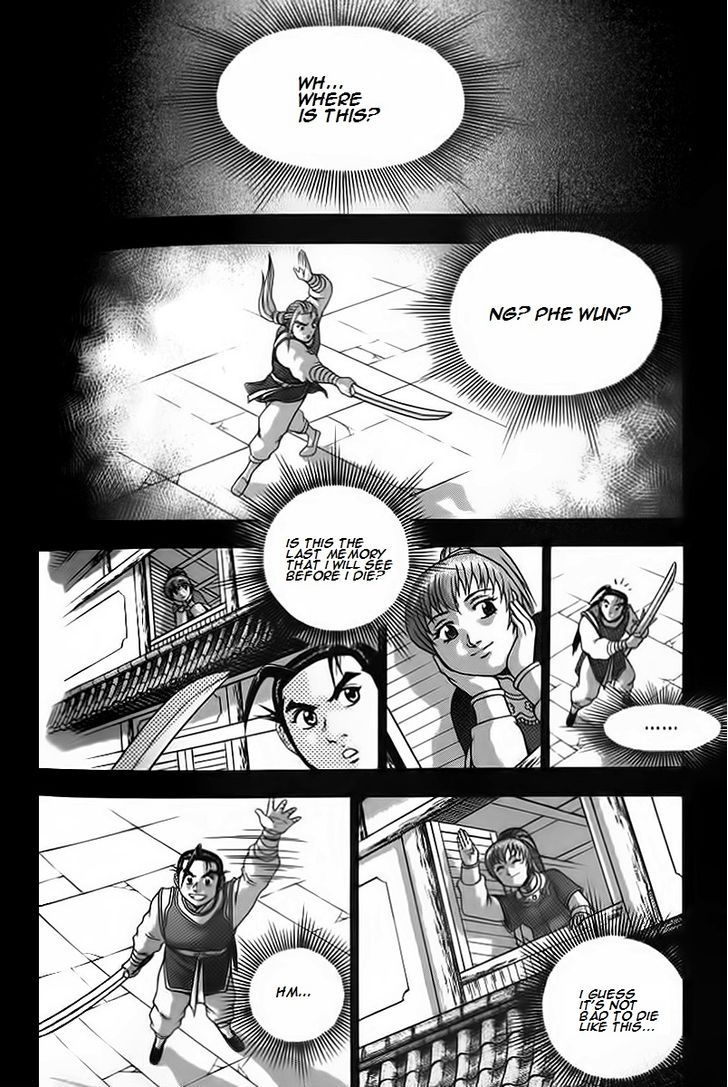 WH...
WHERE
IS THIS?
NG? PHE WUN?
IS THIS THE
LAST MEMORY
THAT I WILL SEE
BEFORE I DIE?
......
HM...
I GUESS
IT'S NOT
BAD TO DIE
LIKE THIS...